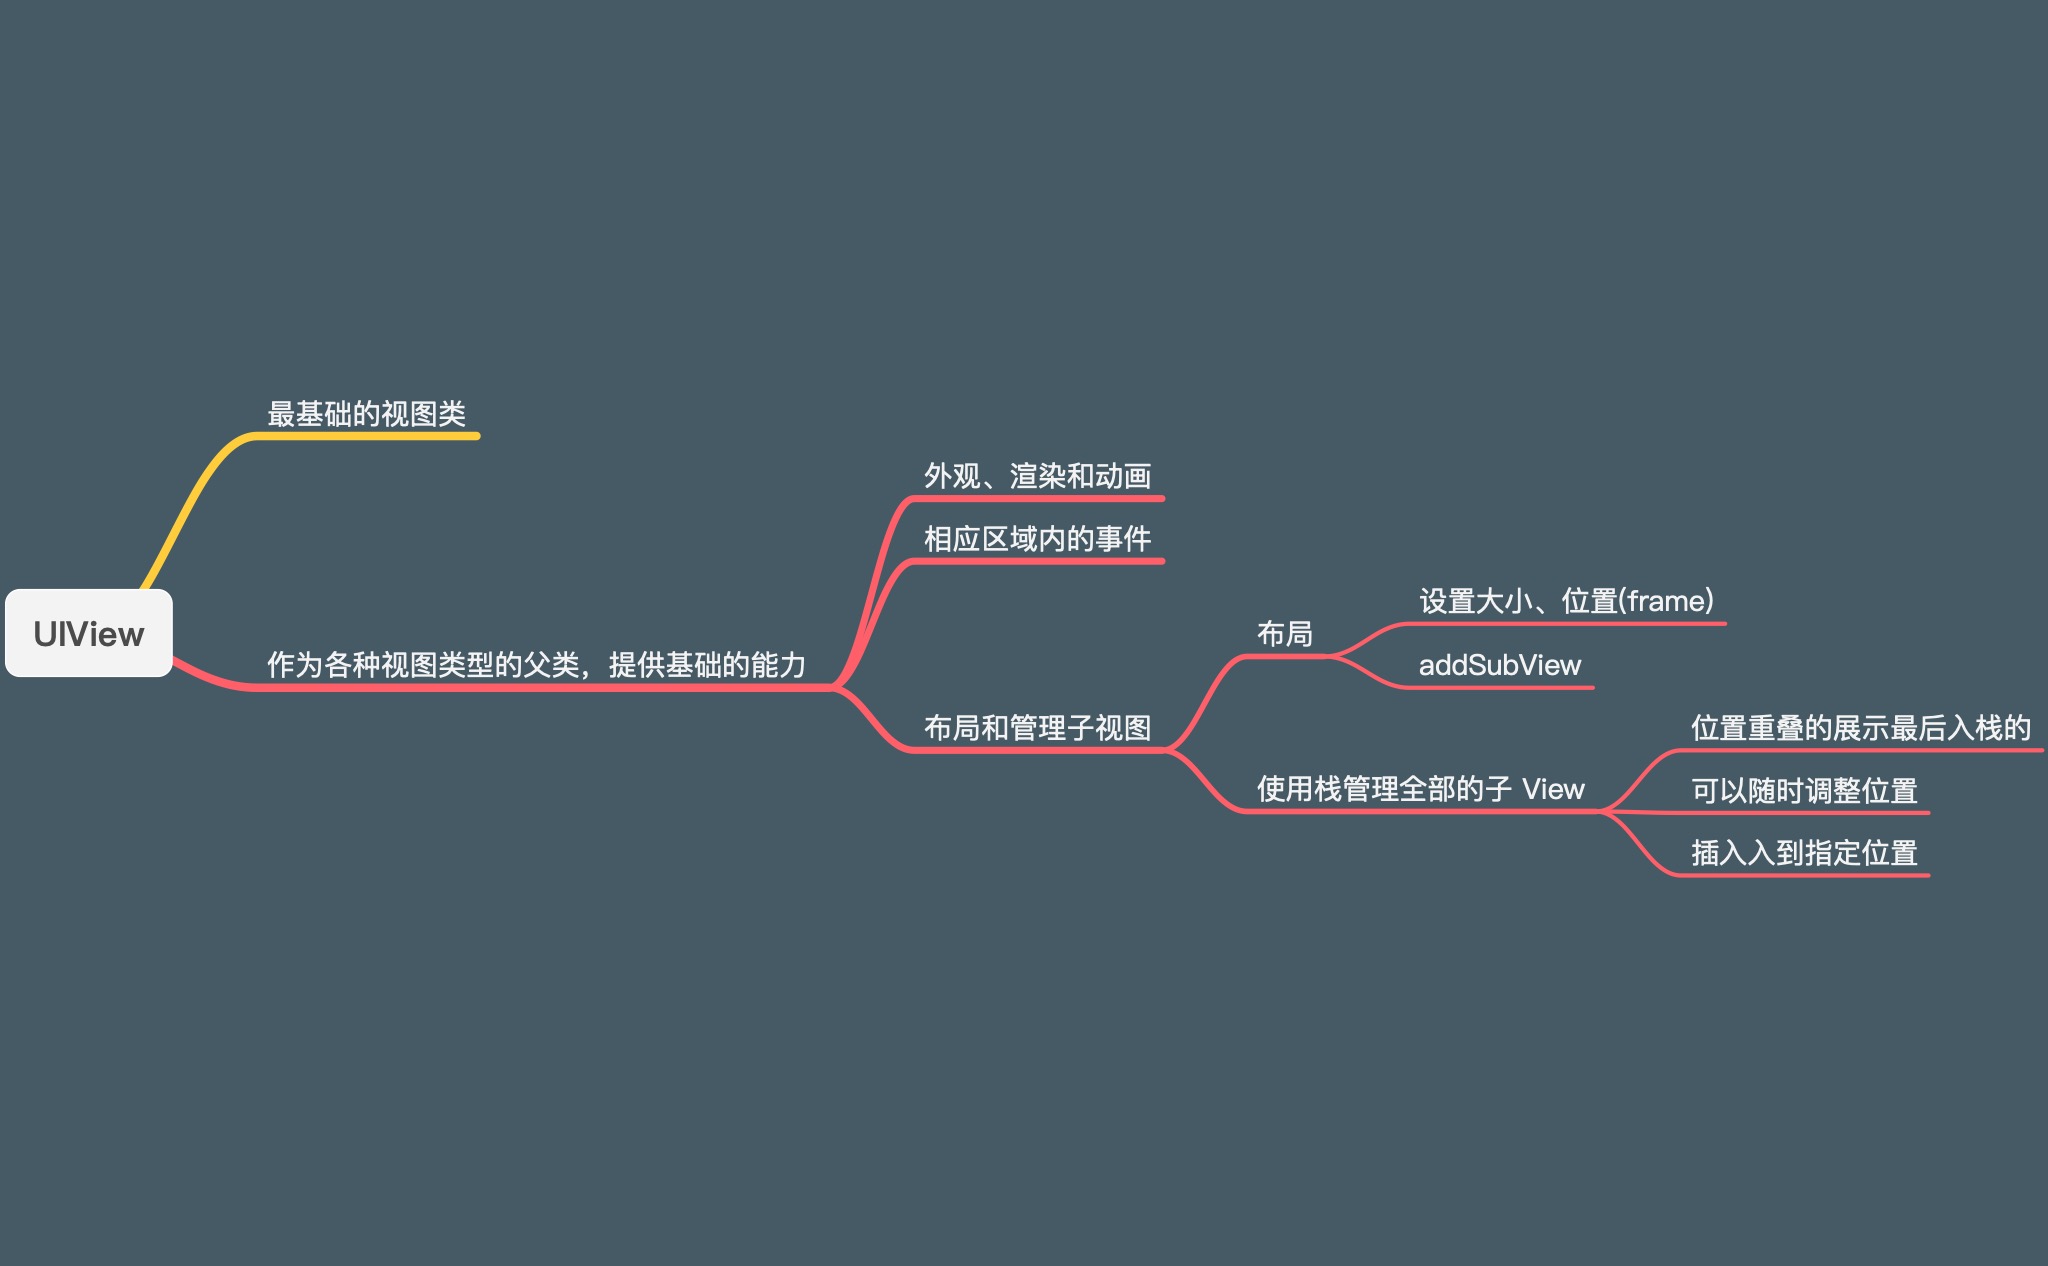 UIView
最基础的视图类
作为各种视图类型的父类，提供基础的能力
外观、渲染和动画
相应区域内的事件
布局和管理子视图
布局
设置大小、位置(frame)
addSubView
使用栈管理全部的子 View
位置重叠的展示最后入栈的
可以随时调整位置
插入入到指定位置